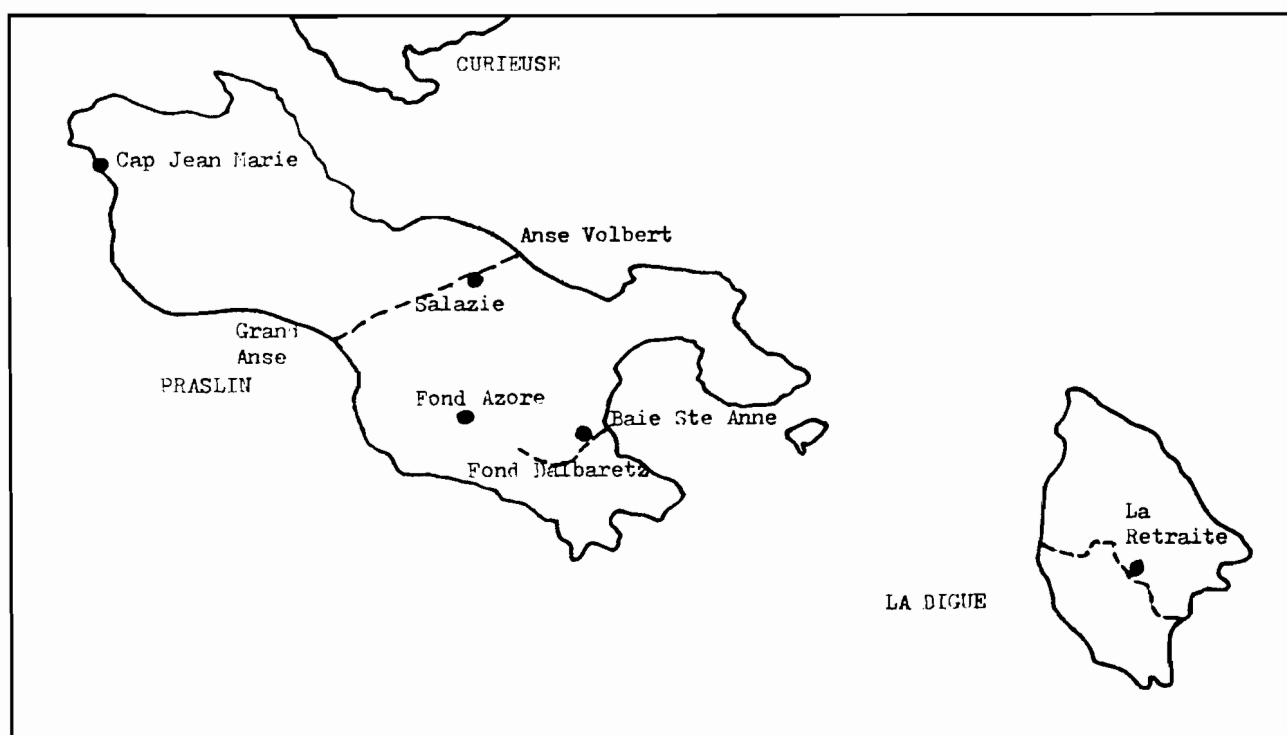 CURIEUSE
Cap Jean Marie
Anse Volbert
Salazie
Grand
Anse
PRASLIN
Fond Azore
Baie Ste Anne
Fond Dalbaretz
La
Retraite
LA DIGUE